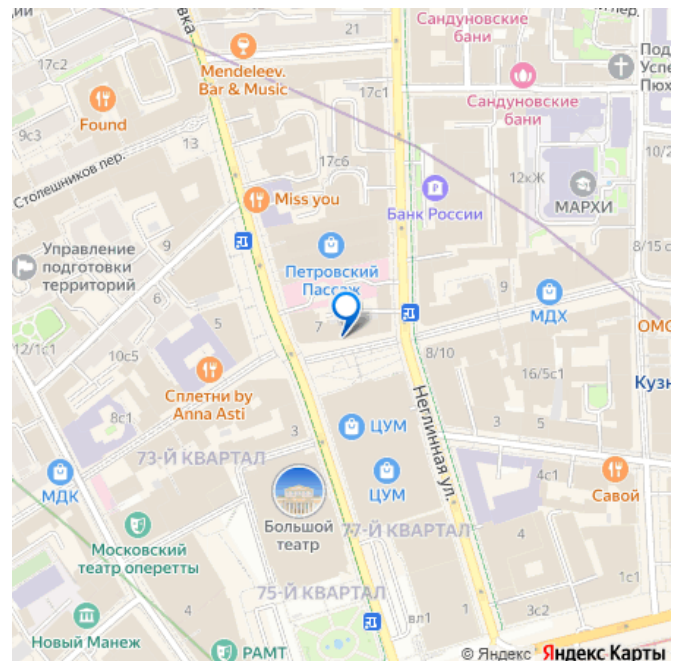 Сандуновские
бани
пер.
ии
вка
21
Под
Успе
Пюх
17с2
Mendeleev.
Bar & Music
17с1
Сандуновские
бани
Found
9с3
13
10/2
17с6
Столешников пер.
12кЖ
Miss you
Банк России
МАРХИ
Управление
подготовки
территорий
9
8/15 с
Петровский
Пассаж
6
5
7
МДХ
ОМО
12/1с1
10с5
8/10
16/5с1
Кузн
Сплетни by
Anna Asti
8с1
Неглинная ул.
3
ЦУМ
3
5
73-Й КВАРТАЛ
4с1
МДК
ЦУМ
Савой
Большой
театр
77-Й КВАРТАЛ
4
Московский
театр оперетты
75-Й КВАРТАЛ
1с1
4
вл1
3с2
Новый Манеж
РАМТ
© Яндекс Яндекс Карты